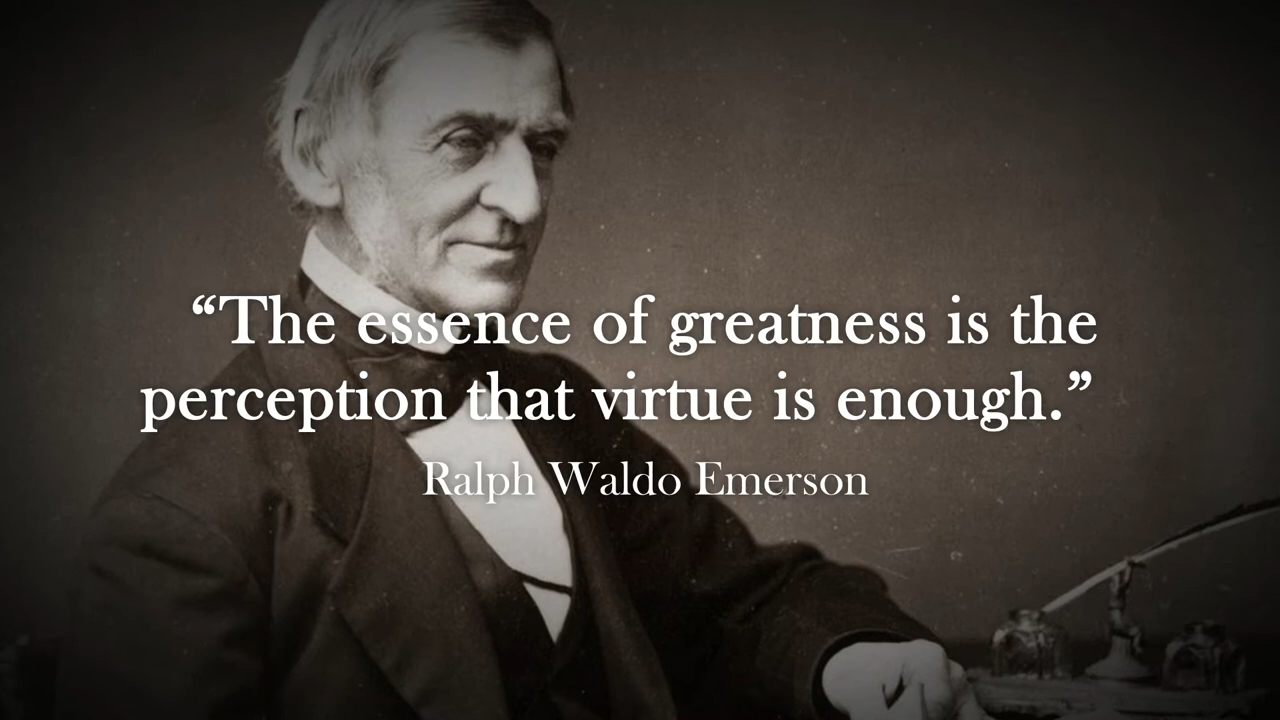 “The essence of greatness is the
perception that virtue is enough.”
Ralph Waldo Emerson